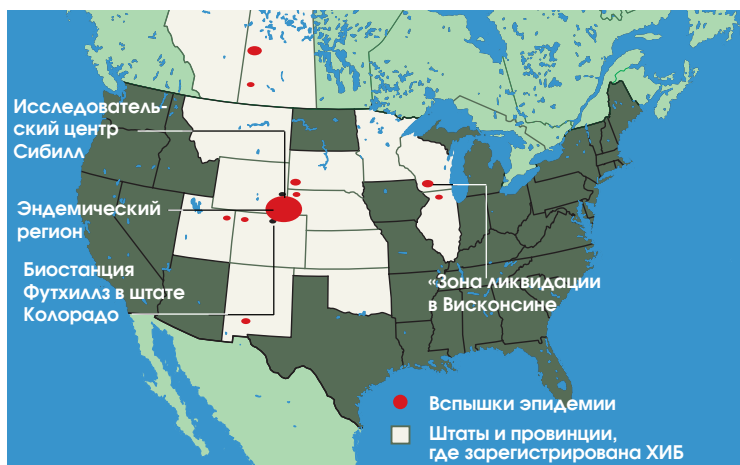 Исследователь-
ский центр
Сибилл
Эндемический
регион
Биостанция
Футхиллз в штате
Колорадо
«Зона ликвидации
в Висконсине
Вспышки эпидемии
Штаты и провинции,
где зарегистрирована ХИБ